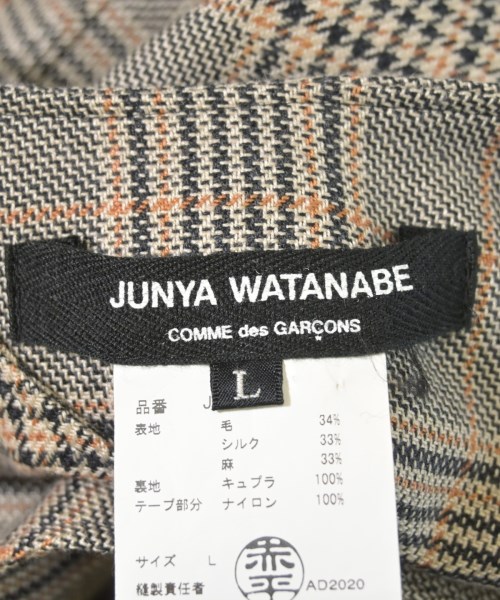 JUNYA WATANABE
COMME des GARÇONS
L
品番 J
表地 毛 34%
シルク 33%
麻 33%
裏地 キュプラ 100%
テープ部分 ナイロン 100%
サイズ L
縫製責任者 赤平 AD2020